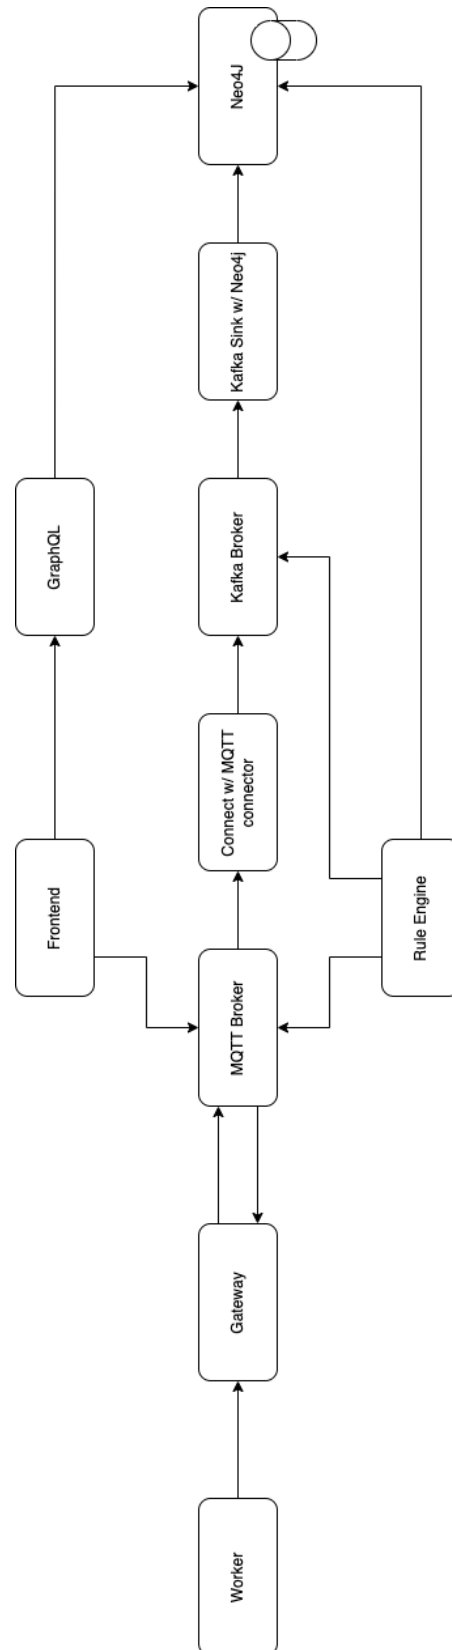 Worker
Gateway
Frontend
MQTT Broker
Rule Engine
Connect w/ MQTT
connector
GraphQL
Kafka Broker
Kafka Sink w/ Neo4j
Neo4J